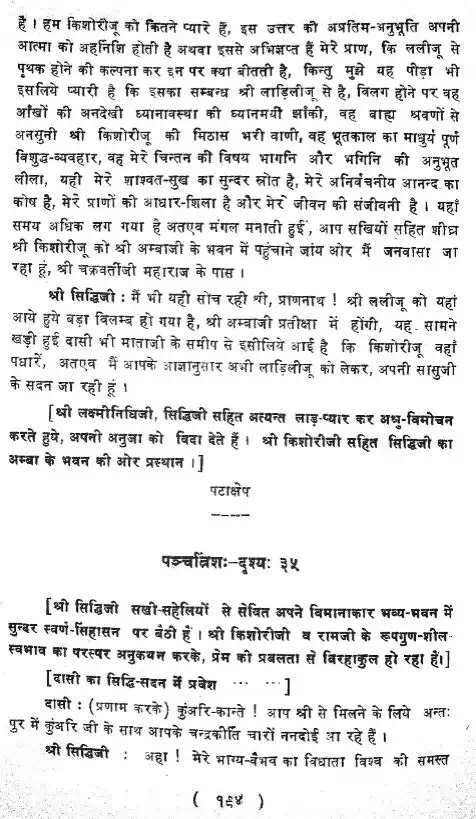 है । हम किशोरीजू को कितने प्यारे हैं, इस उत्तर की अप्रतिम-अनुभूति अपनी
आत्मा को अहर्निशि होती है अथवा इससे अभिज्ञप्त हैं मेरे प्राण, कि ललीजू से
पृथक होने की कल्पना कर इन पर क्या बीतती है, किन्तु मुझे यह पीड़ा भी
इसलिये प्यारी है कि इसका सम्बन्ध श्री लाड़िलीजू से है, विलग होने पर वह
आँखों की अनदेखी ध्यानावस्था की ध्यानमयी झाँकी, वह बाह्य श्रवणों से
अनसुनी श्री किशोरीजू की मिठास भरी वाणी, वह भूतकाल का माधुर्य पूर्ण
विशुद्ध-व्यवहार, वह मेरे चिन्तन की विषय भागनि और भगिनि की अनुभूत
लीला, यही मेरे शाश्वत-सुख का सुन्दर स्रोत है, मेरे अनिर्वचनीय आनन्द का
कोष है, मेरे प्राणों की आधार-शिला है और मेरे जीवन की संजीवनी है । यहाँ
समय अधिक लग गया है अतएव मंगल मनाती हुई, आप सखियों सहित शीघ्र
श्री किशोरीजू को श्री अम्बाजी के भवन में पहुंचाने जांय ओर मैं जनवासा जा
रहा हूं, श्री चक्रवर्तीजी महाराज के पास ।
श्री सिद्धिजी : मैं भी यही सोच रही थी, प्राणनाथ ! श्री ललीजू को यहां
आये हुये बड़ा विलम्ब हो गया है, श्री अम्बाजी प्रतीक्षा में होंगी, यह सामने
खड़ी हुई दासी भी माताजी के समीप से इसीलिये आई है कि किशोरीजू वहाँ
पधारें, अतएव मैं आपके आज्ञानुसार अभी लाड़िलीजू को लेकर, अपनी सासुजी
के सदन जा रही हूं ।
[श्री लक्ष्मीनिधिजी, सिद्धिजी सहित अत्यन्त लाड़-प्यार कर अश्रु-विमोचन
करते हुये, अपनी अनुजा को विदा देते हैं । श्री किशोरीजी सहित सिद्धिजी का
अम्बा के भवन की ओर प्रस्थान ।]
पटाक्षेप
पञ्चत्रिंशः-दृश्यः ३५
[श्री सिद्धिजी सखी-सहेलियों से सेवित अपने विमानाकार भव्य-भवन में
सुन्दर स्वर्ण-सिंहासन पर बैठी हैं । श्री किशोरीजी व रामजी के रूपगुण-शील
स्वभाव का परस्पर अनुकथन करके, प्रेम की प्रबलता से बिरहाकुल हो रहा हैं।]
[दासी का सिद्धि-सदन में प्रवेश ... ...]
दासी : (प्रणाम करके) कुंअरि-कान्ते ! आप श्री से मिलने के लिये अन्तः
पुर में कुंअर जी के साथ आपके चन्द्रकीर्ति चारों ननदोई आ रहे हैं ।
श्री सिद्धिजी : अहा ! मेरे भाग्य-वैभव का विधाता विश्व की समस्त
( १९४ )